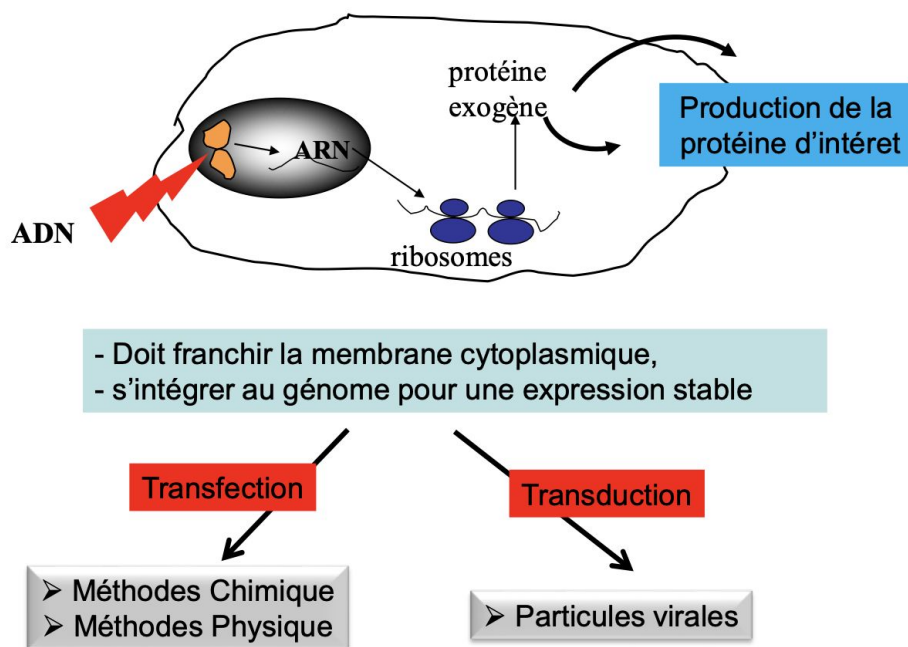 protéine
exogène
Production de la
protéine d'intéret
ARN
ADN
ribosomes
- Doit franchir la membrane cytoplasmique,
- s'intégrer au génome pour une expression stable
Transfection
Transduction
➢ Méthodes Chimique
➢ Méthodes Physique
➢ Particules virales